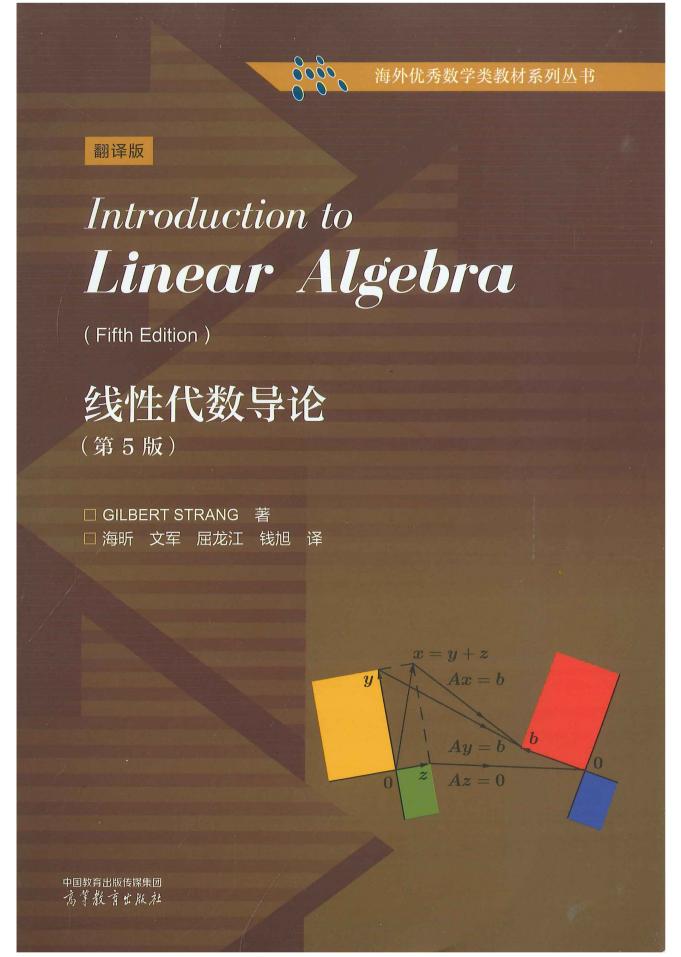 海外优秀数学类教材系列丛书
翻译版
Introduction to
Linear Algebra
( Fifth Edition )
线性代数导论
（第 5 版）
□ GILBERT STRANG 著
□ 海昕 文军 屈龙江 钱旭 译
x = y + z
y
Ax = b
b
Ay = b
0
0
z
Az = 0
中国教育出版传媒集团
高等教育出版社